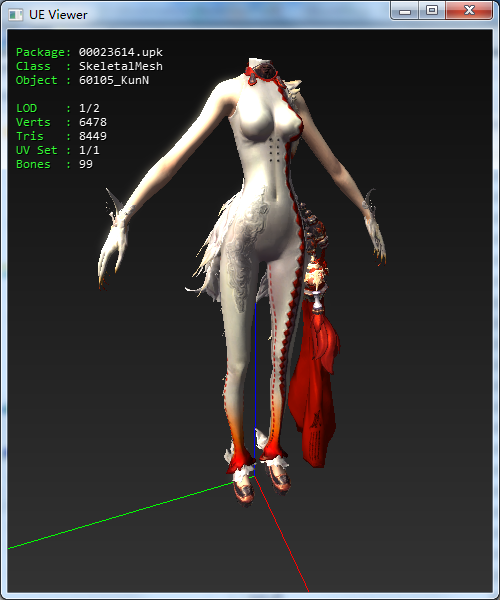 UE Viewer
Package: 00023614.upk
Class : SkeletalMesh
Object : 60105_KunN
LOD : 1/2
Verts : 6478
Tris : 8449
UV Set : 1/1
Bones : 99